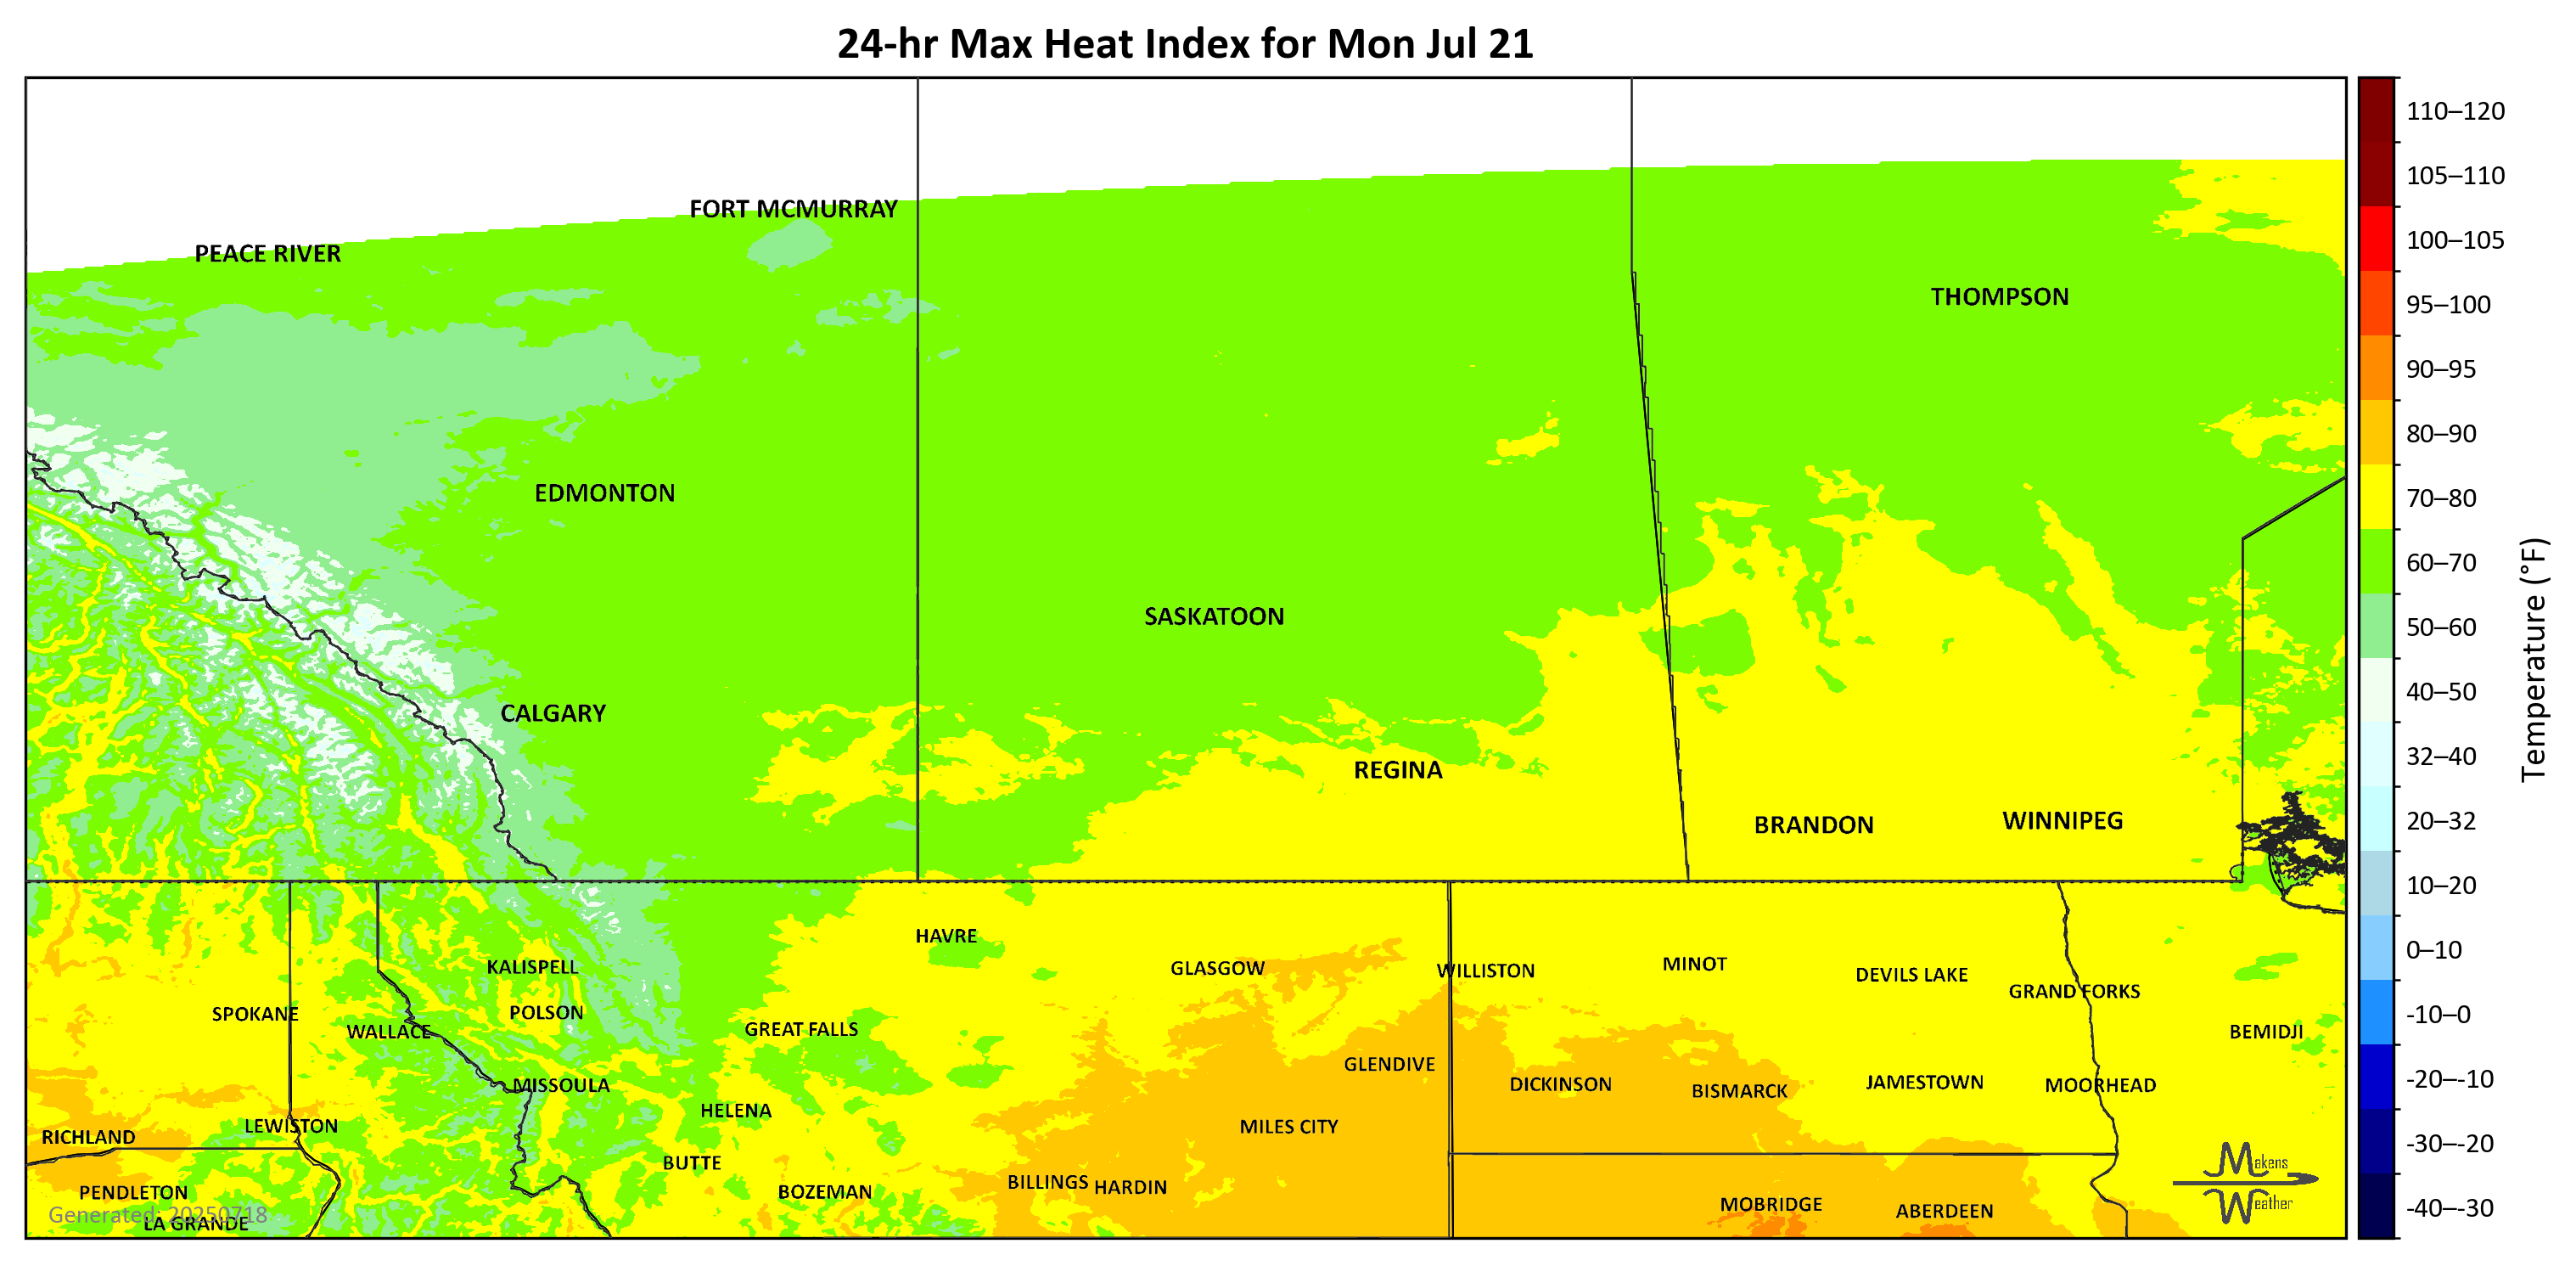 24-hr Max Heat Index for Mon Jul 21
FORT MCMURRAY
PEACE RIVER
THOMPSON
EDMONTON
SASKATOON
CALGARY
REGINA
BRANDON
WINNIPEG
HAVRE
GLASGOW
WILLISTON
MINOT
DEVILS LAKE
GRAND FORKS
KALISPELL
SPOKANE
POLSON
WALLACE
GREAT FALLS
BEMIDJI
GLENDIVE
MISSOULA
DICKINSON
BISMARCK
JAMESTOWN
MOORHEAD
HELENA
LEWISTON
MILES CITY
RICHLAND
BUTTE
PENDLETON
BOZEMAN
BILLINGS
HARDIN
MOBRIDGE
ABERDEEN
LA GRANDE
Generated: 20250718
Makens
Weather
110–120
105–110
100–105
95–100
90–95
80–90
70–80
60–70
50–60
40–50
32–40
20–32
10–20
0–10
-10–0
-20–-10
-30–-20
-40–-30
Temperature (°F)